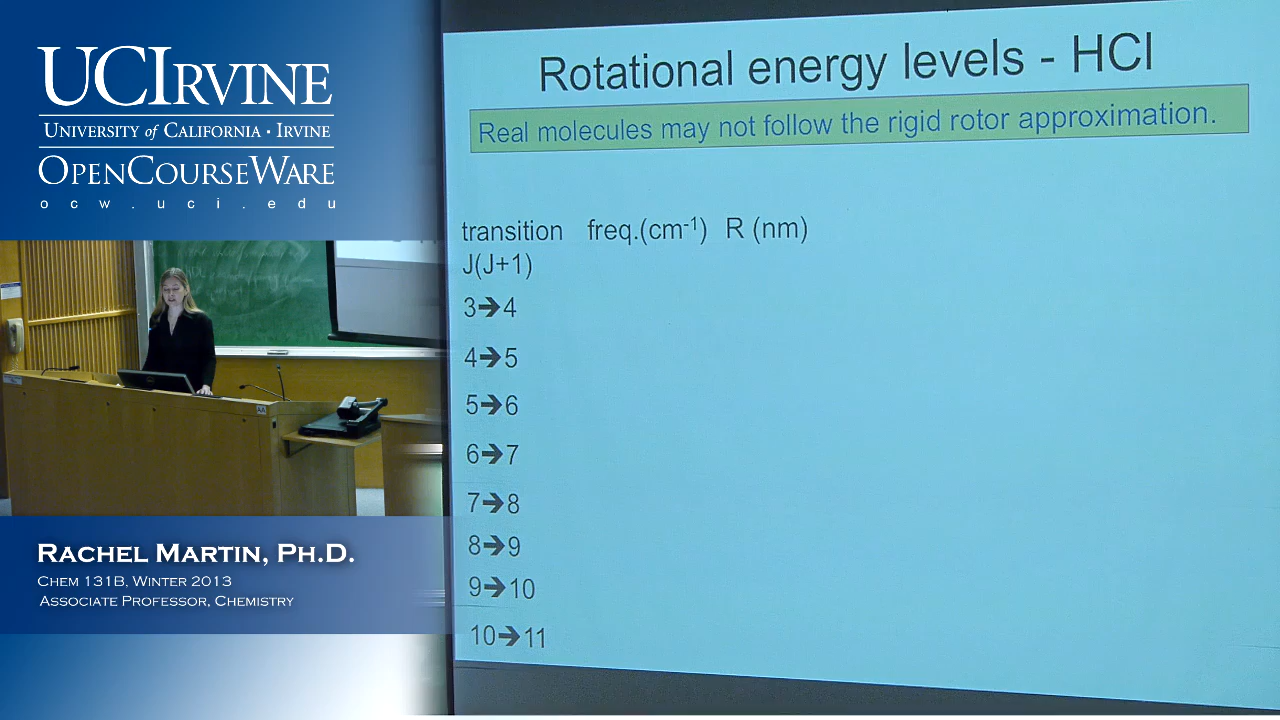 UCIRVINE
UNIVERSITY of CALIFORNIA · IRVINE
OPENCOURSEWARE
ocw.uci.edu
Rotational energy levels - HCl
Real molecules may not follow the rigid rotor approximation.
transition freq.(cm⁻¹) R (nm)
J(J+1)
3➔4
4➔5
5➔6
6➔7
7➔8
8➔9
9➔10
10➔11
RACHEL MARTIN, PH.D.
CHEM 131B, WINTER 2013
ASSOCIATE PROFESSOR, CHEMISTRY